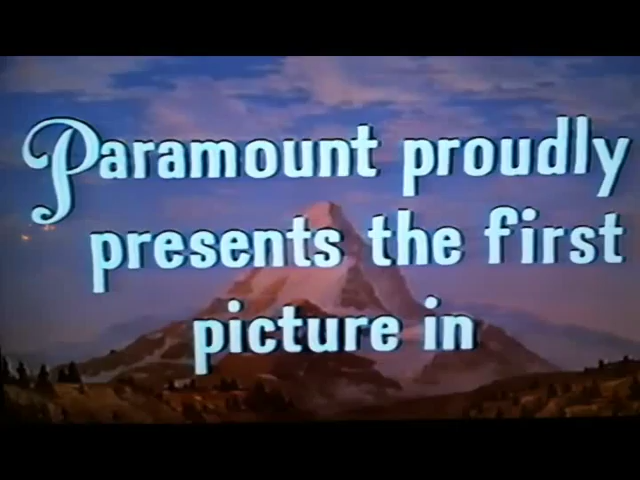 Paramount proudly
presents the first
picture in